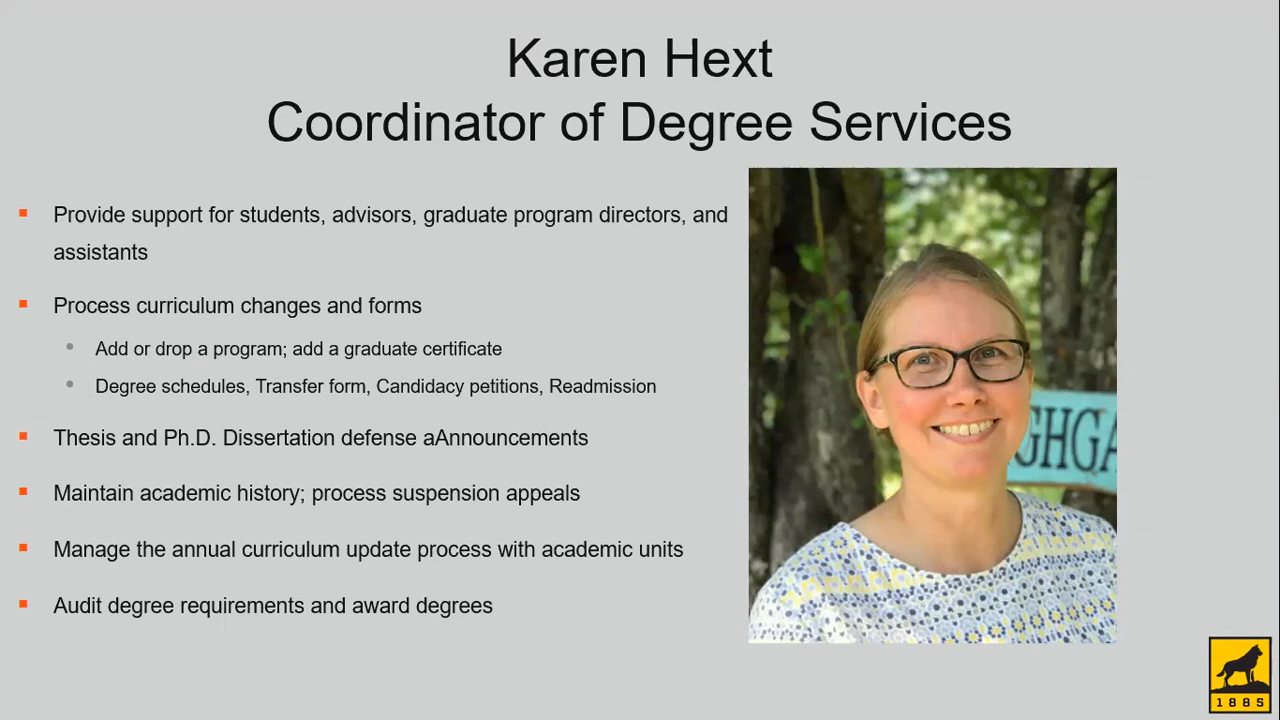 Karen Hext
Coordinator of Degree Services
Provide support for students, advisors, graduate program directors, and
assistants
Process curriculum changes and forms
Add or drop a program; add a graduate certificate
Degree schedules, Transfer form, Candidacy petitions, Readmission
Thesis and Ph.D. Dissertation defense aAnnouncements
Maintain academic history; process suspension appeals
Manage the annual curriculum update process with academic units
Audit degree requirements and award degrees
GHGA
1885